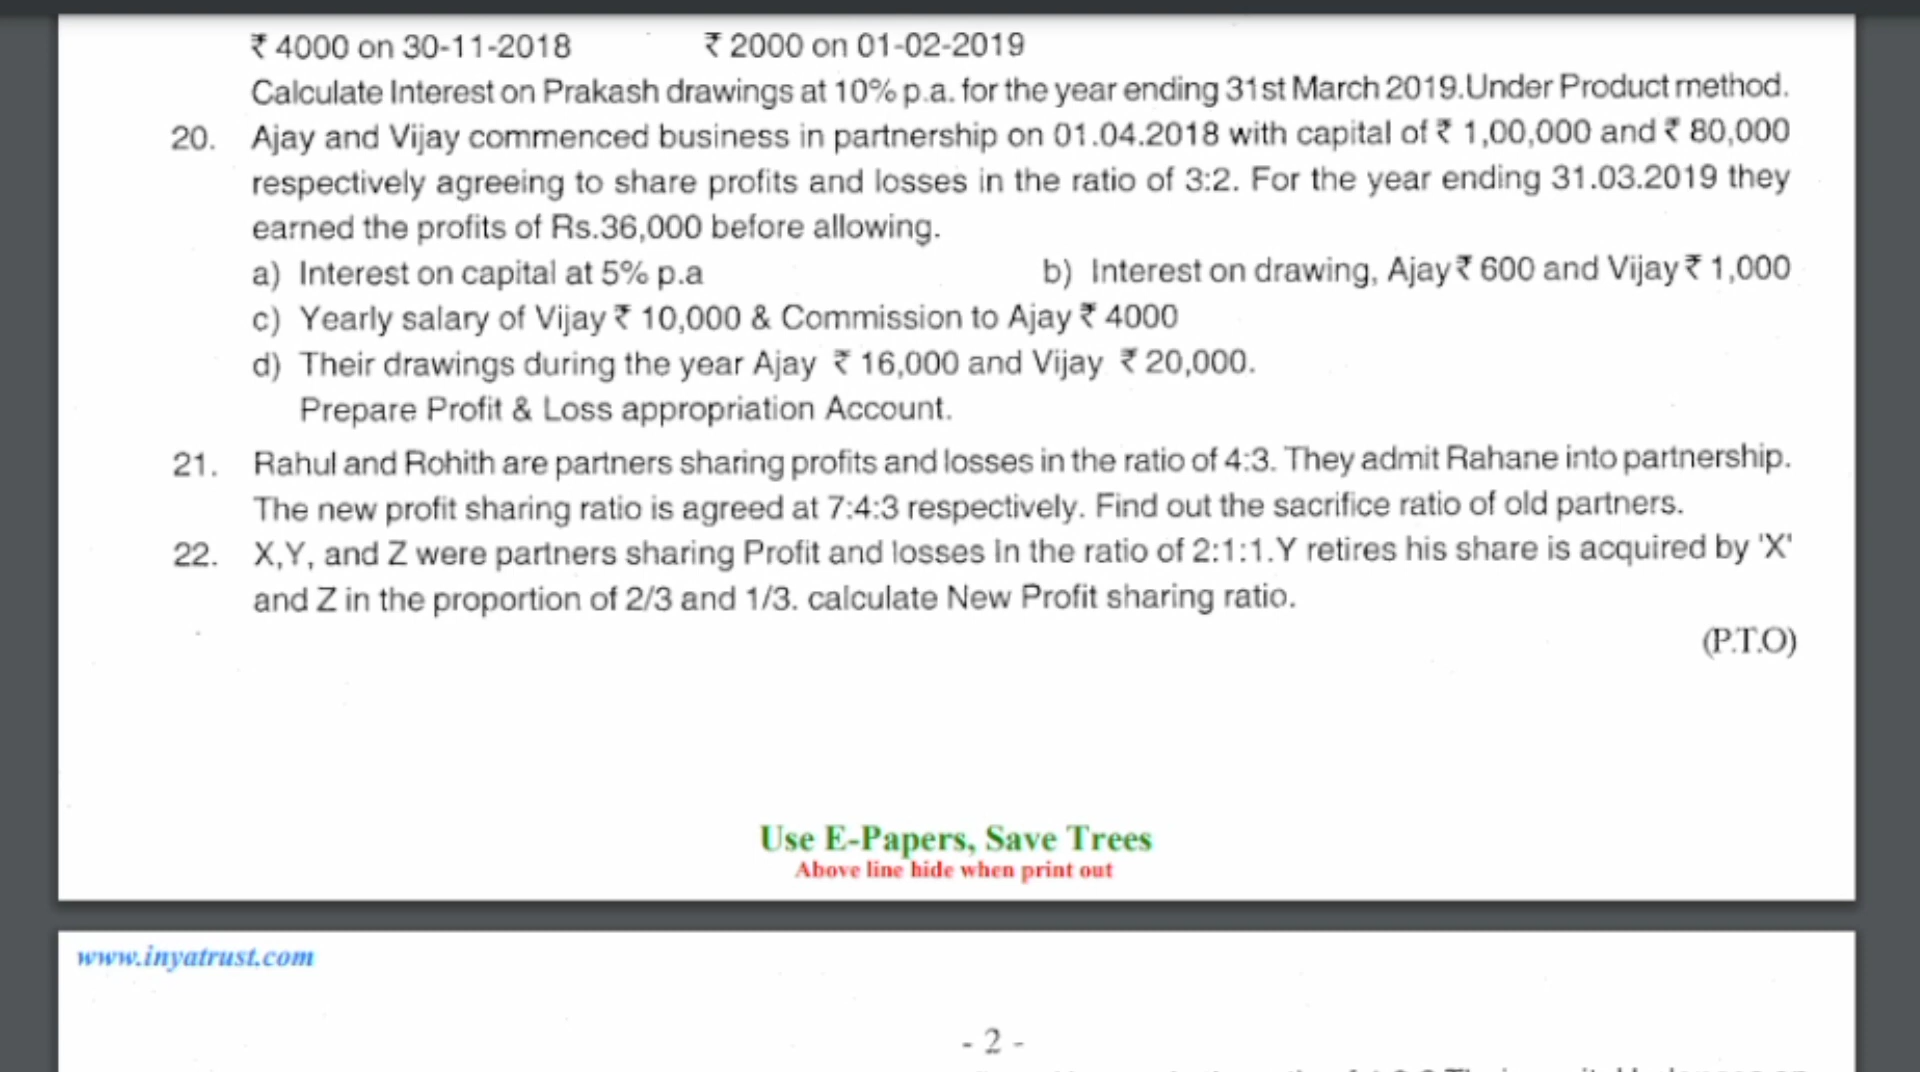 ₹ 4000 on 30-11-2018 ₹ 2000 on 01-02-2019
Calculate Interest on Prakash drawings at 10% p.a. for the year ending 31st March 2019.Under Product method.
20. Ajay and Vijay commenced business in partnership on 01.04.2018 with capital of ₹ 1,00,000 and ₹ 80,000
respectively agreeing to share profits and losses in the ratio of 3:2. For the year ending 31.03.2019 they
earned the profits of Rs.36,000 before allowing.
a) Interest on capital at 5% p.a b) Interest on drawing, Ajay ₹ 600 and Vijay ₹ 1,000
c) Yearly salary of Vijay ₹ 10,000 & Commission to Ajay ₹ 4000
d) Their drawings during the year Ajay ₹ 16,000 and Vijay ₹ 20,000.
Prepare Profit & Loss appropriation Account.
21. Rahul and Rohith are partners sharing profits and losses in the ratio of 4:3. They admit Rahane into partnership.
The new profit sharing ratio is agreed at 7:4:3 respectively. Find out the sacrifice ratio of old partners.
22. X,Y, and Z were partners sharing Profit and losses in the ratio of 2:1:1.Y retires his share is acquired by 'X'
and Z in the proportion of 2/3 and 1/3. calculate New Profit sharing ratio.
(P.T.O)
Use E-Papers, Save Trees
Above line hide when print out
www.inyatrust.com
- 2 -